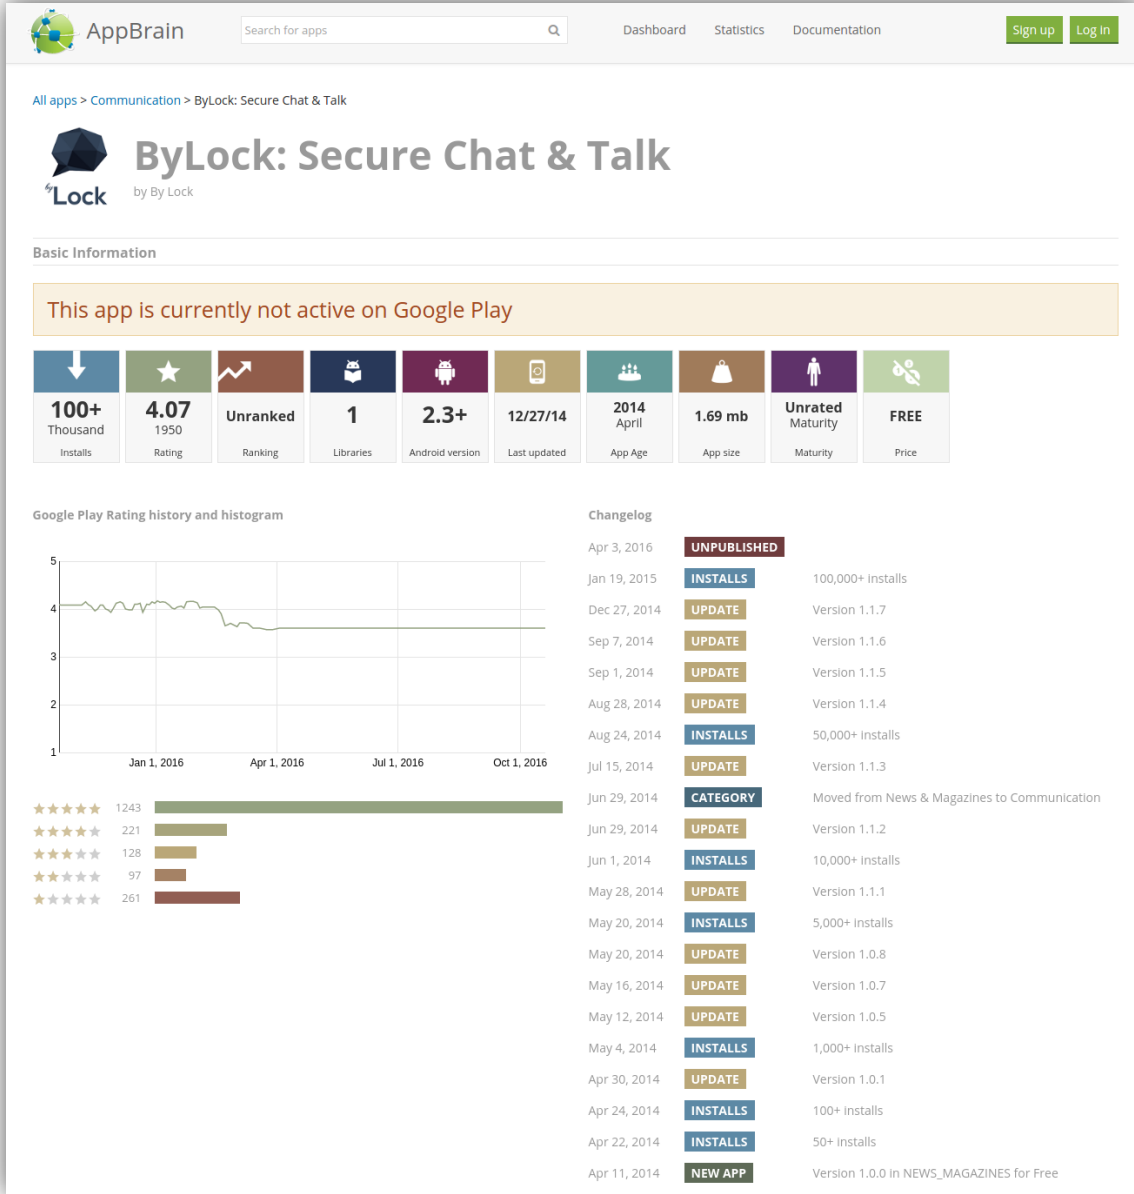 AppBrain
Search for apps
Dashboard Statistics Documentation
Sign up Log in
All apps > Communication > ByLock: Secure Chat & Talk
by Lock
ByLock: Secure Chat & Talk
by By Lock
Basic Information
This app is currently not active on Google Play
100+ Thousand Installs
4.07 1950 Rating
Unranked Ranking
1 Libraries
2.3+ Android version
12/27/14 Last updated
2014 April App Age
1.69 mb App size
Unrated Maturity Maturity
FREE Price
Google Play Rating history and histogram
5
4
3
2
1
Jan 1, 2016 Apr 1, 2016 Jul 1, 2016 Oct 1, 2016
1243
221
128
97
261
Changelog
Apr 3, 2016 UNPUBLISHED
Jan 19, 2015 INSTALLS 100,000+ installs
Dec 27, 2014 UPDATE Version 1.1.7
Sep 7, 2014 UPDATE Version 1.1.6
Sep 1, 2014 UPDATE Version 1.1.5
Aug 28, 2014 UPDATE Version 1.1.4
Aug 24, 2014 INSTALLS 50,000+ installs
Jul 15, 2014 UPDATE Version 1.1.3
Jun 29, 2014 CATEGORY Moved from News & Magazines to Communication
Jun 29, 2014 UPDATE Version 1.1.2
Jun 1, 2014 INSTALLS 10,000+ installs
May 28, 2014 UPDATE Version 1.1.1
May 20, 2014 INSTALLS 5,000+ installs
May 20, 2014 UPDATE Version 1.0.8
May 16, 2014 UPDATE Version 1.0.7
May 12, 2014 UPDATE Version 1.0.5
May 4, 2014 INSTALLS 1,000+ installs
Apr 30, 2014 UPDATE Version 1.0.1
Apr 24, 2014 INSTALLS 100+ installs
Apr 22, 2014 INSTALLS 50+ installs
Apr 11, 2014 NEW APP Version 1.0.0 in NEWS_MAGAZINES for Free